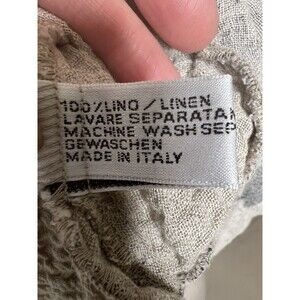 100%LINO/LINEN
LAVARE SEPARATA
MACHINE WASH SEP
GEWASCHEN
MADE IN ITALY